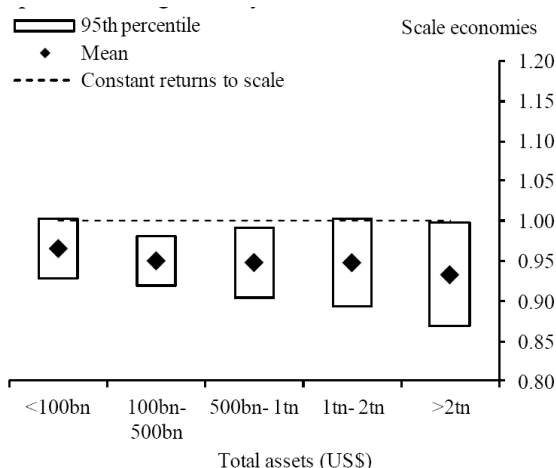 95th percentile
Mean
Constant returns to scale
Scale economies
1.20
1.15
1.10
1.05
1.00
0.95
0.90
0.85
0.80
<100bn
100bn-
500bn
500bn- 1tn
1tn- 2tn
>2tn
Total assets (US$)